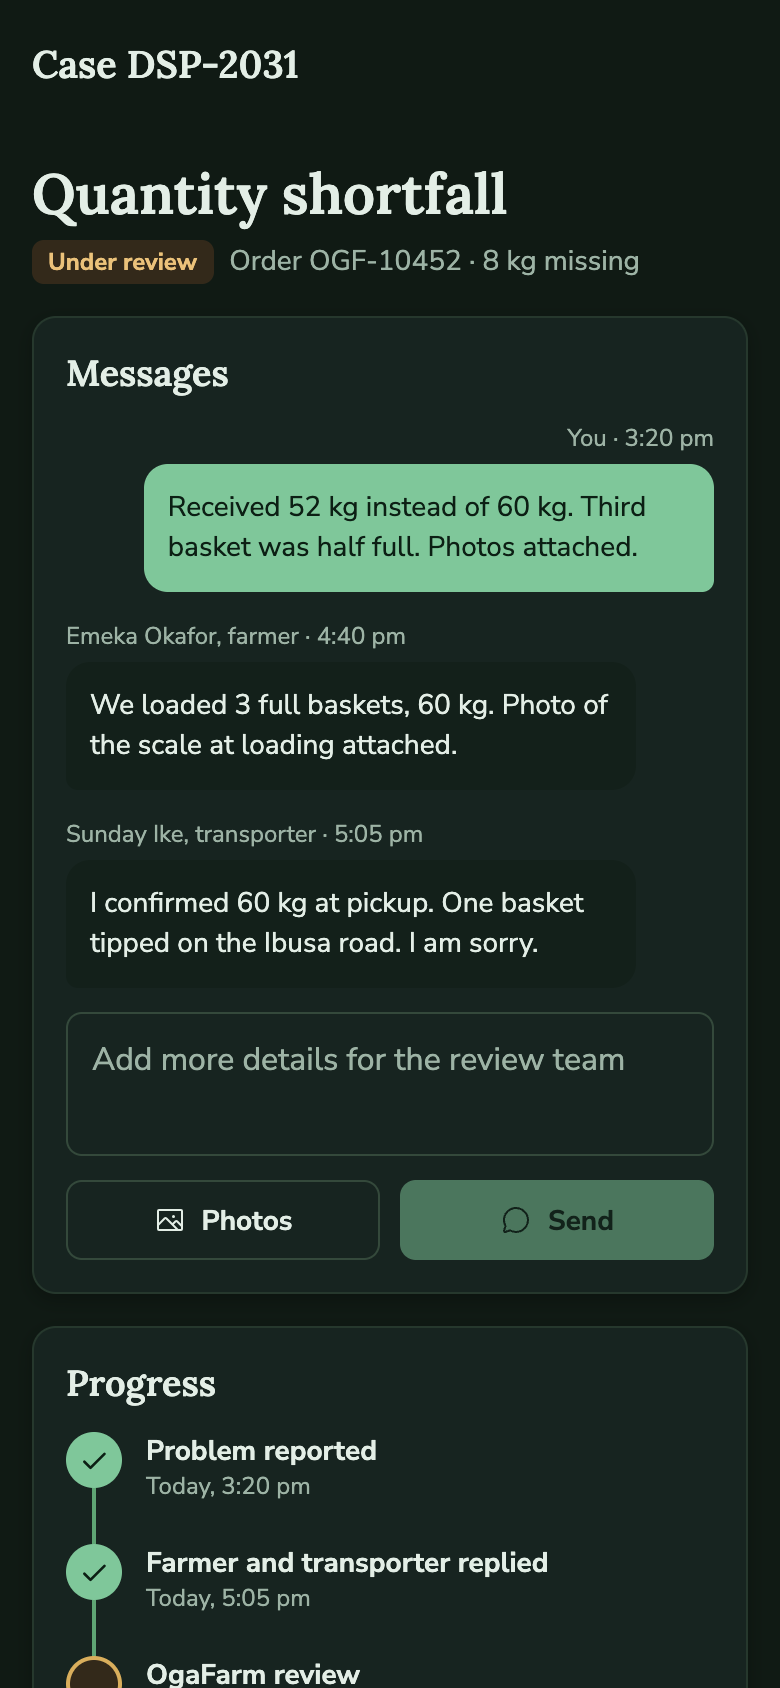 Case DSP-2031
Quantity shortfall
Under review
Order OGF-10452 · 8 kg missing
Messages
You · 3:20 pm
Received 52 kg instead of 60 kg. Third
basket was half full. Photos attached.
Emeka Okafor, farmer · 4:40 pm
We loaded 3 full baskets, 60 kg. Photo of
the scale at loading attached.
Sunday Ike, transporter · 5:05 pm
I confirmed 60 kg at pickup. One basket
tipped on the Ibusa road. I am sorry.
Add more details for the review team
Photos
Send
Progress
Problem reported
Today, 3:20 pm
Farmer and transporter replied
Today, 5:05 pm
OgaFarm review